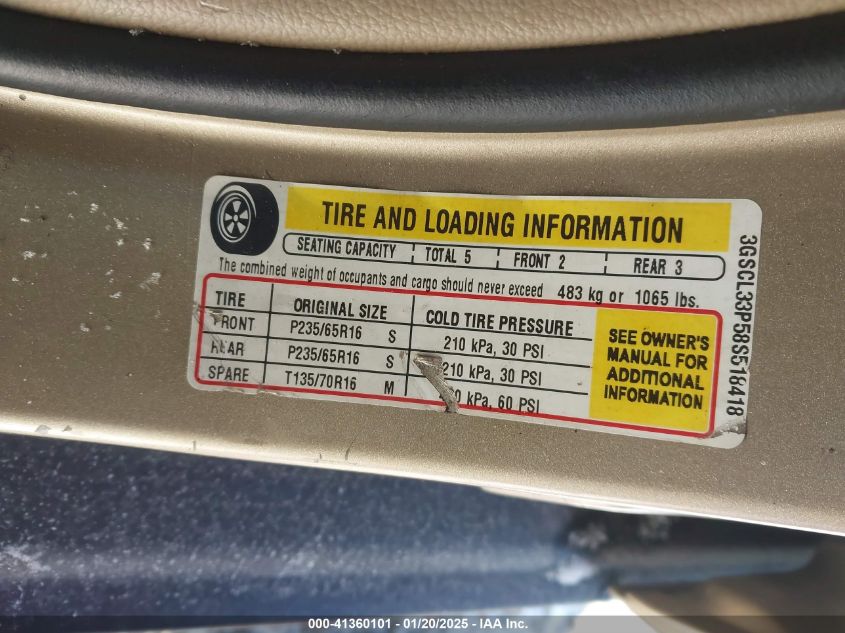 TIRE AND LOADING INFORMATION
SEATING CAPACITY TOTAL 5 FRONT 2 REAR 3
The combined weight of occupants and cargo should never exceed 483 kg or 1065 lbs.
TIRE ORIGINAL SIZE COLD TIRE PRESSURE
FRONT P235/65R16 S 210 kPa, 30 PSI
REAR P235/65R16 S 210 kPa, 30 PSI
SPARE T135/70R16 M kPa, 60 PSI
SEE OWNER'S
MANUAL FOR
ADDITIONAL
INFORMATION
3GSCL33P58S518418
000-41360101 / 01/20/2025 - IAA Inc.